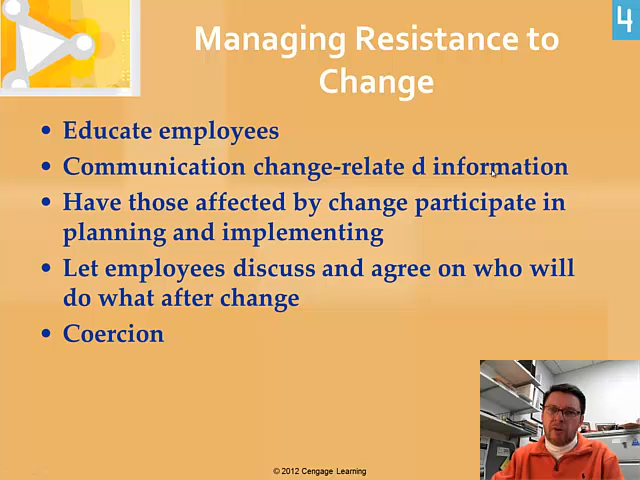 4
Managing Resistance to
Change
• Educate employees
• Communication change-relate d information
• Have those affected by change participate in
planning and implementing
• Let employees discuss and agree on who will
do what after change
• Coercion
© 2012 Cengage Learning